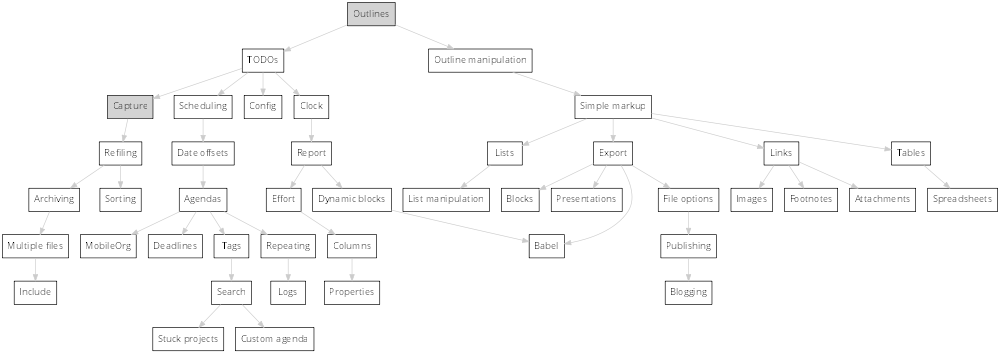 Outlines
TODOs
Outline manipulation
Capture
Scheduling
Config
Clock
Simple markup
Refiling
Date offsets
Report
Lists
Export
Links
Tables
Archiving
Sorting
Agendas
Effort
Dynamic blocks
List manipulation
Blocks
Presentations
File options
Images
Footnotes
Attachments
Spreadsheets
Multiple files
MobileOrg
Deadlines
Tags
Repeating
Columns
Babel
Publishing
Include
Search
Logs
Properties
Blogging
Stuck projects
Custom agenda